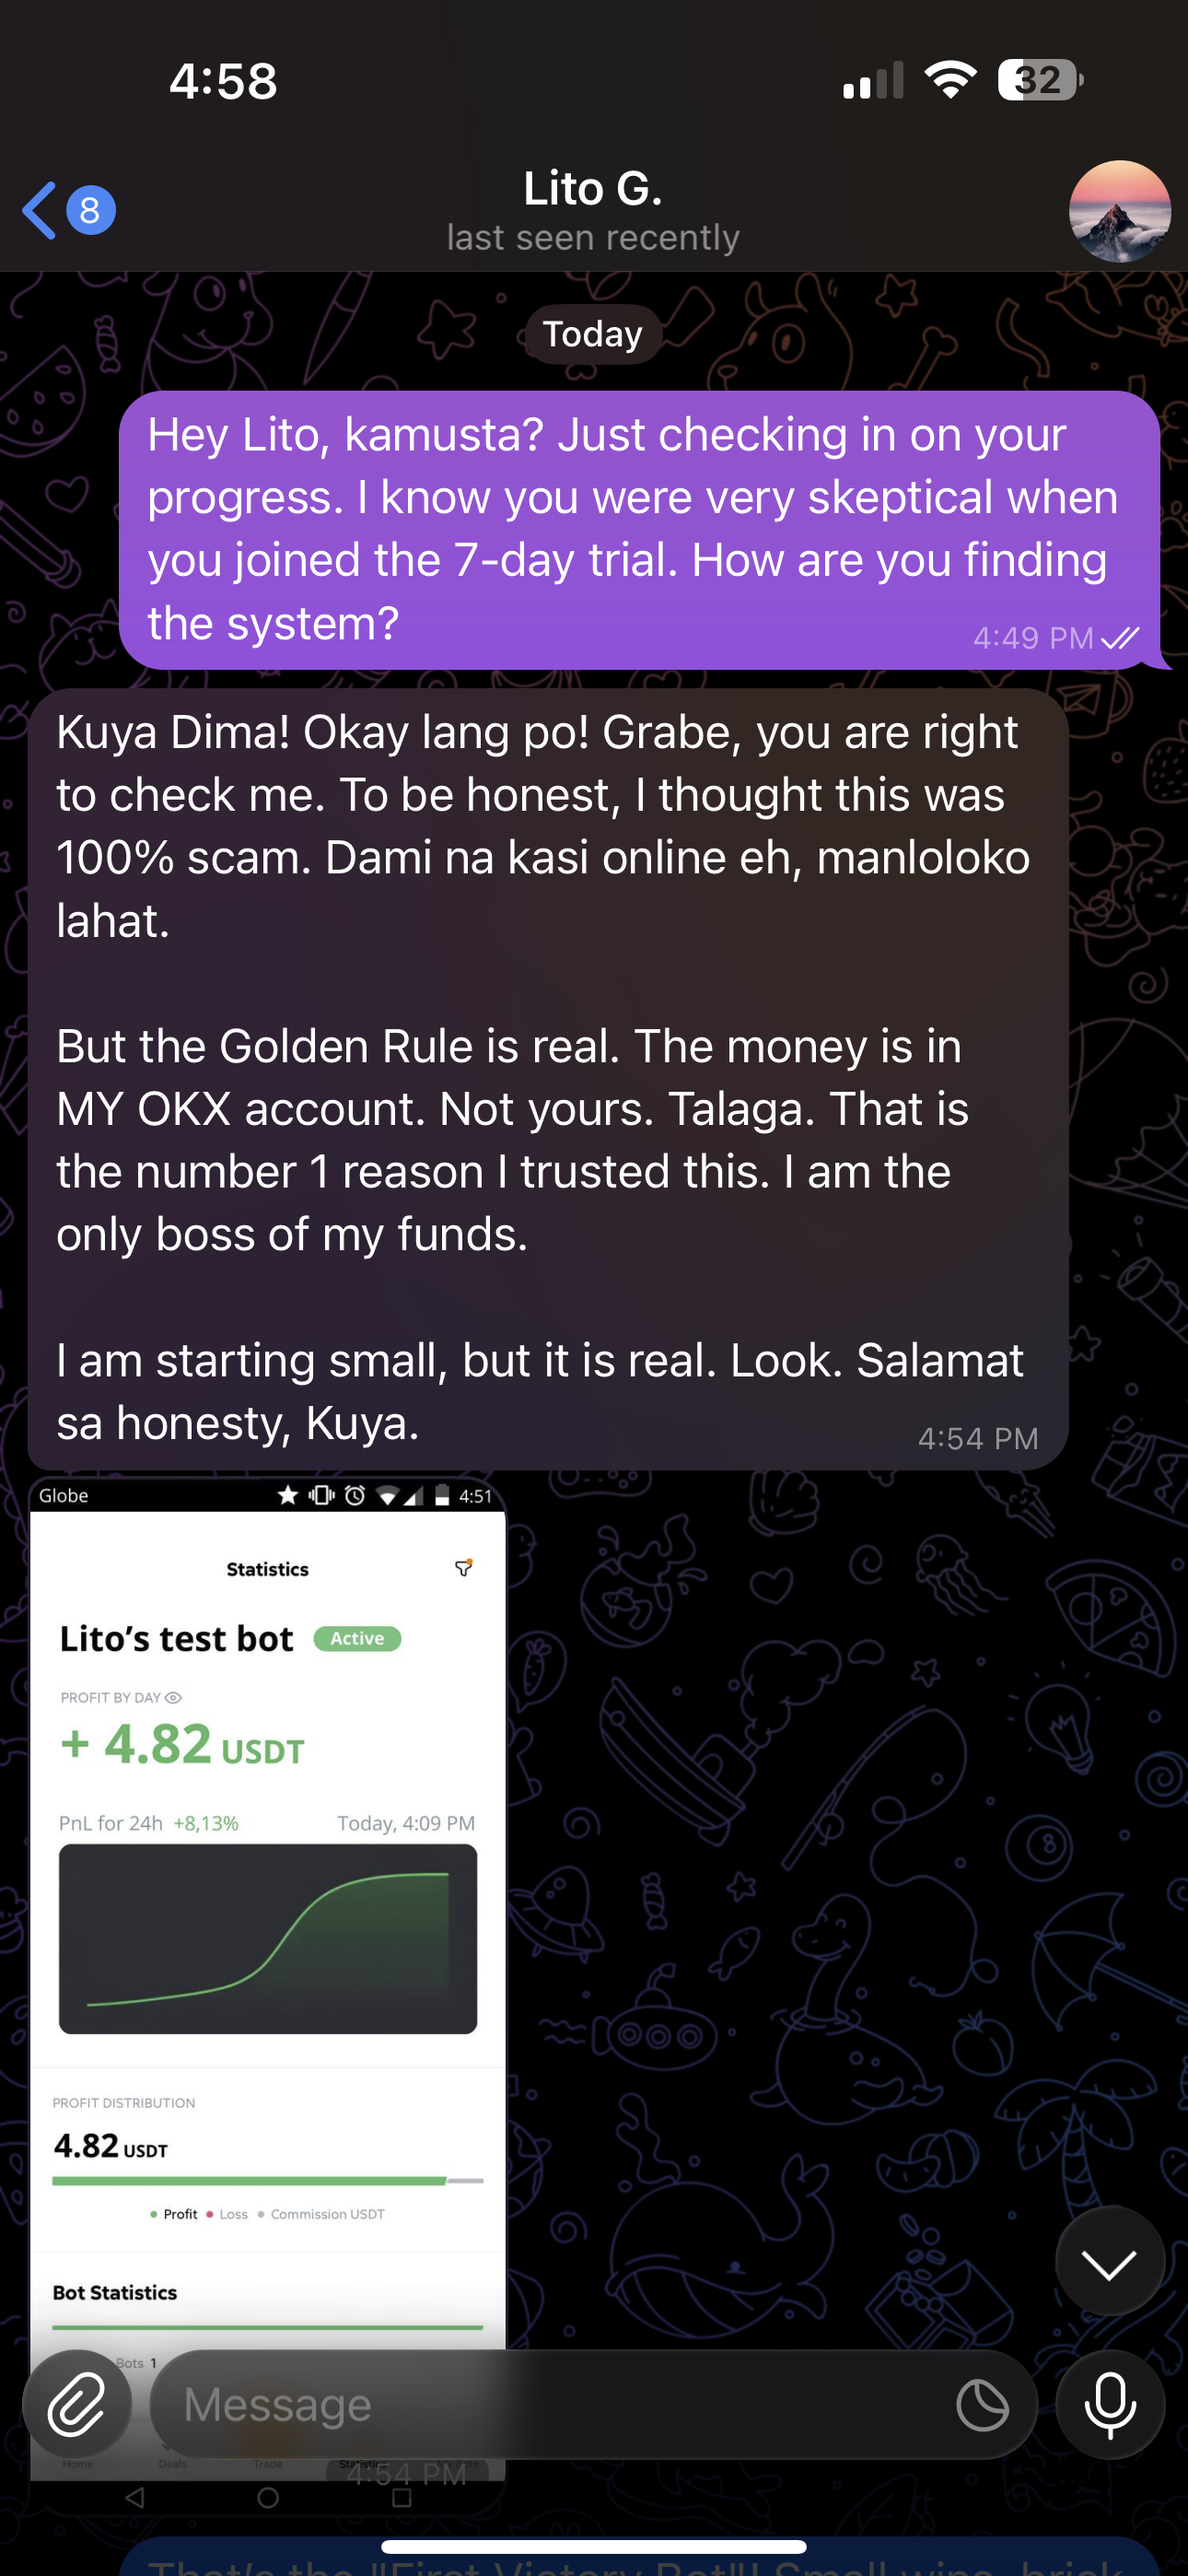 4:58
32
8
Lito G.
last seen recently
Today
Hey Lito, kamusta? Just checking in on your
progress. I know you were very skeptical when
you joined the 7-day trial. How are you finding
the system?
4:49 PM
Kuya Dima! Okay lang po! Grabe, you are right
to check me. To be honest, I thought this was
100% scam. Dami na kasi online eh, manloloko
lahat.
But the Golden Rule is real. The money is in
MY OKX account. Not yours. Talaga. That is
the number 1 reason I trusted this. I am the
only boss of my funds.
I am starting small, but it is real. Look. Salamat
sa honesty, Kuya.
4:54 PM
Globe
4:51
Statistics
Lito's test bot
Active
PROFIT BY DAY
+ 4.82 USDT
PnL for 24h +8,13%
Today, 4:09 PM
PROFIT DISTRIBUTION
4.82 USDT
Profit
Loss
Commission USDT
Bot Statistics
Bots 1
Message
Home
Deals
Trade
Statistics
4:54 PM
That's the "First Victory Bot"! Small wins, brick